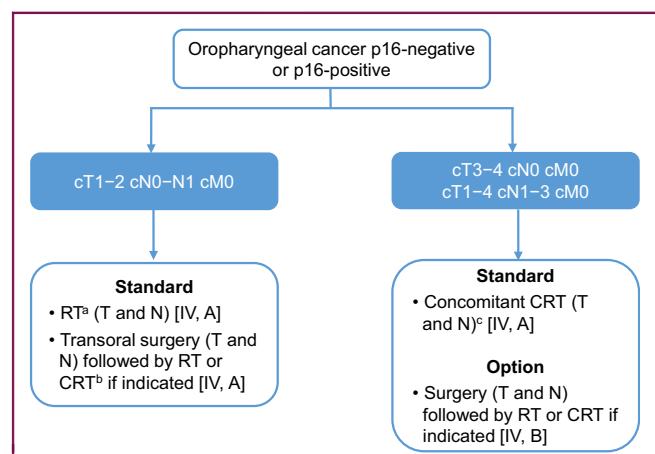 Oropharyngeal cancer p16-negative
or p16-positive
cT1−2 cN0−N1 cM0
cT3−4 cN0 cM0
cT1−4 cN1−3 cM0
Standard
• RTᵃ (T and N) [IV, A]
• Transoral surgery (T and
N) followed by RT or
CRTᵇ if indicated [IV, A]
Standard
• Concomitant CRT (T
and N)ᶜ [IV, A]
Option
• Surgery (T and N)
followed by RT or CRT if
indicated [IV, B]